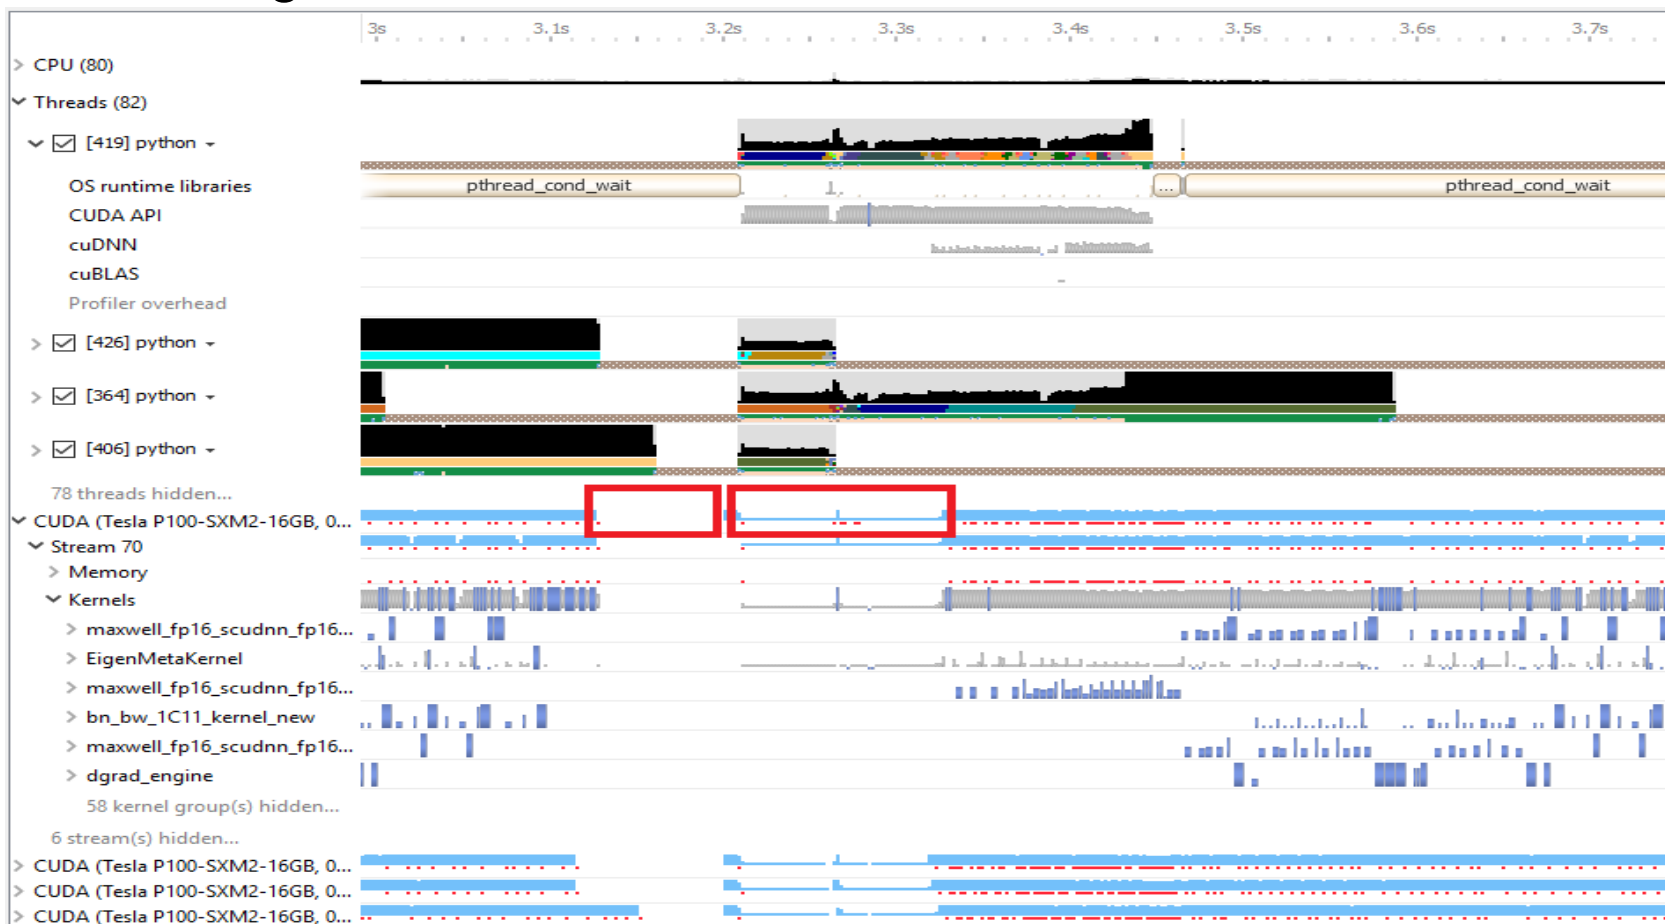 3s 3.1s 3.2s 3.3s 3.4s 3.5s 3.6s 3.7s
CPU (80)
Threads (82)
[419] python
OS runtime libraries pthread_cond_wait ... pthread_cond_wait
CUDA API
cuDNN
cuBLAS
Profiler overhead
[426] python
[364] python
[406] python
78 threads hidden...
CUDA (Tesla P100-SXM2-16GB, 0...
Stream 70
Memory
Kernels
maxwell_fp16_scudnn_fp16...
EigenMetaKernel
maxwell_fp16_scudnn_fp16...
bn_bw_1C11_kernel_new
maxwell_fp16_scudnn_fp16...
dgrad_engine
58 kernel group(s) hidden...
6 stream(s) hidden...
CUDA (Tesla P100-SXM2-16GB, 0...
CUDA (Tesla P100-SXM2-16GB, 0...
CUDA (Tesla P100-SXM2-16GB, 0...